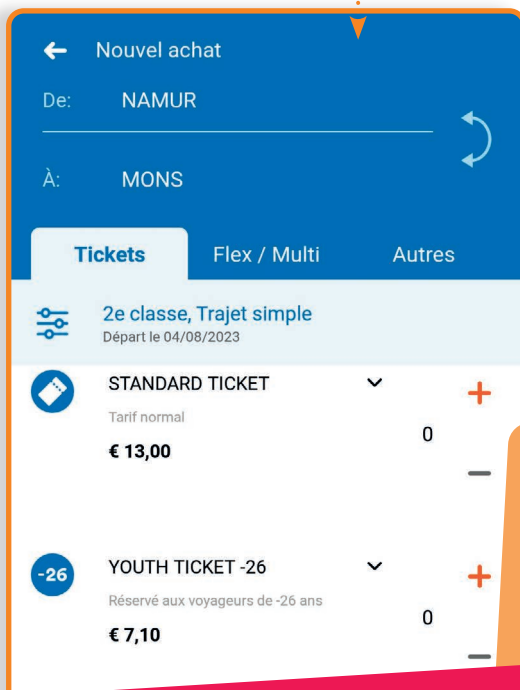 Nouvel achat
De: NAMUR
À: MONS
Tickets Flex / Multi Autres
2e classe, Trajet simple
Départ le 04/08/2023
STANDARD TICKET
Tarif normal
€ 13,00
0
-26
YOUTH TICKET -26
Réservé aux voyageurs de -26 ans
€ 7,10
0